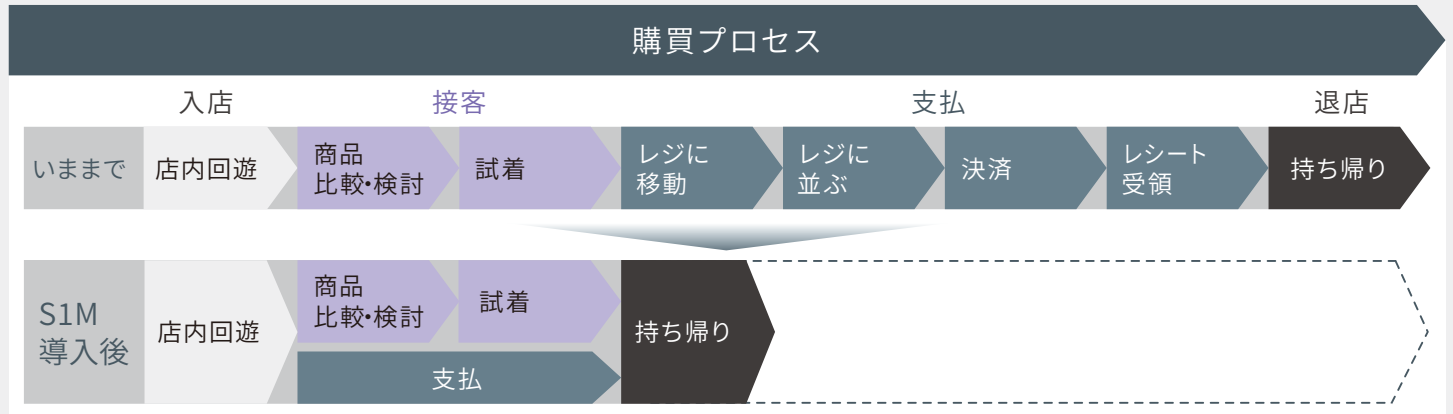 購買プロセス
入店
接客
支払
退店
いままで
店内回遊
商品
比較・検討
試着
レジに
移動
レジに
並ぶ
決済
レシート
受領
持ち帰り
S1M
導入後
店内回遊
商品
比較・検討
試着
支払
持ち帰り